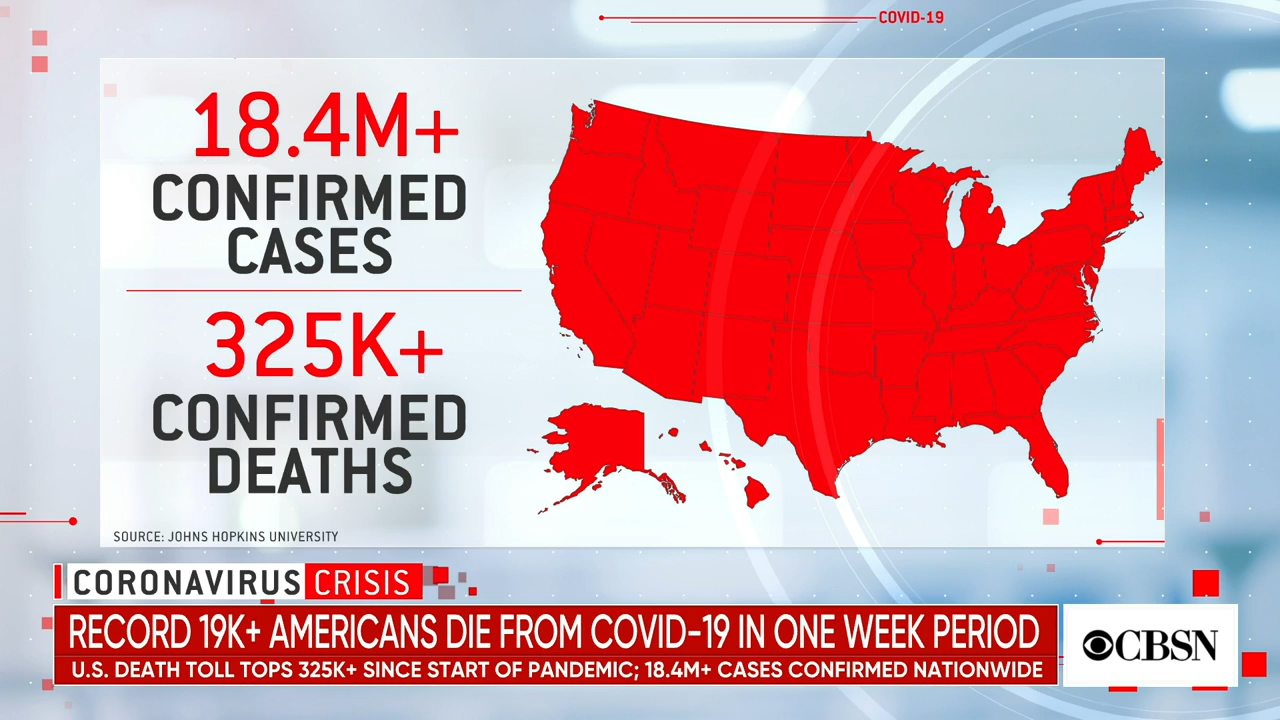 COVID-19
18.4M+
CONFIRMED
CASES
325K+
CONFIRMED
DEATHS
SOURCE: JOHNS HOPKINS UNIVERSITY
CORONAVIRUS CRISIS
RECORD 19K+ AMERICANS DIE FROM COVID-19 IN ONE WEEK PERIOD
U.S. DEATH TOLL TOPS 325K+ SINCE START OF PANDEMIC; 18.4M+ CASES CONFIRMED NATIONWIDE
CBSN